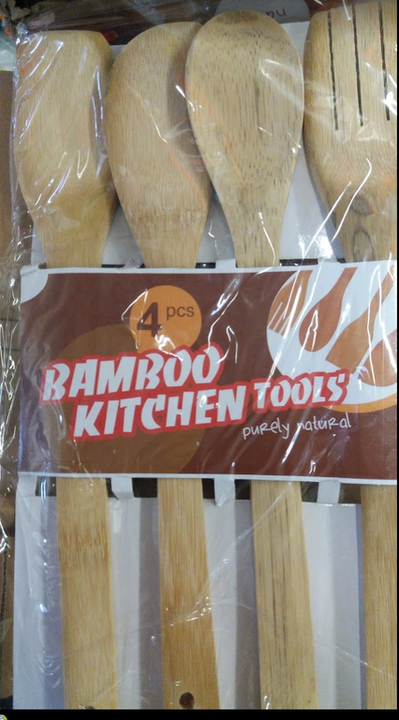 4 pcs
BAMBOO
KITCHEN TOOLS
purely natural